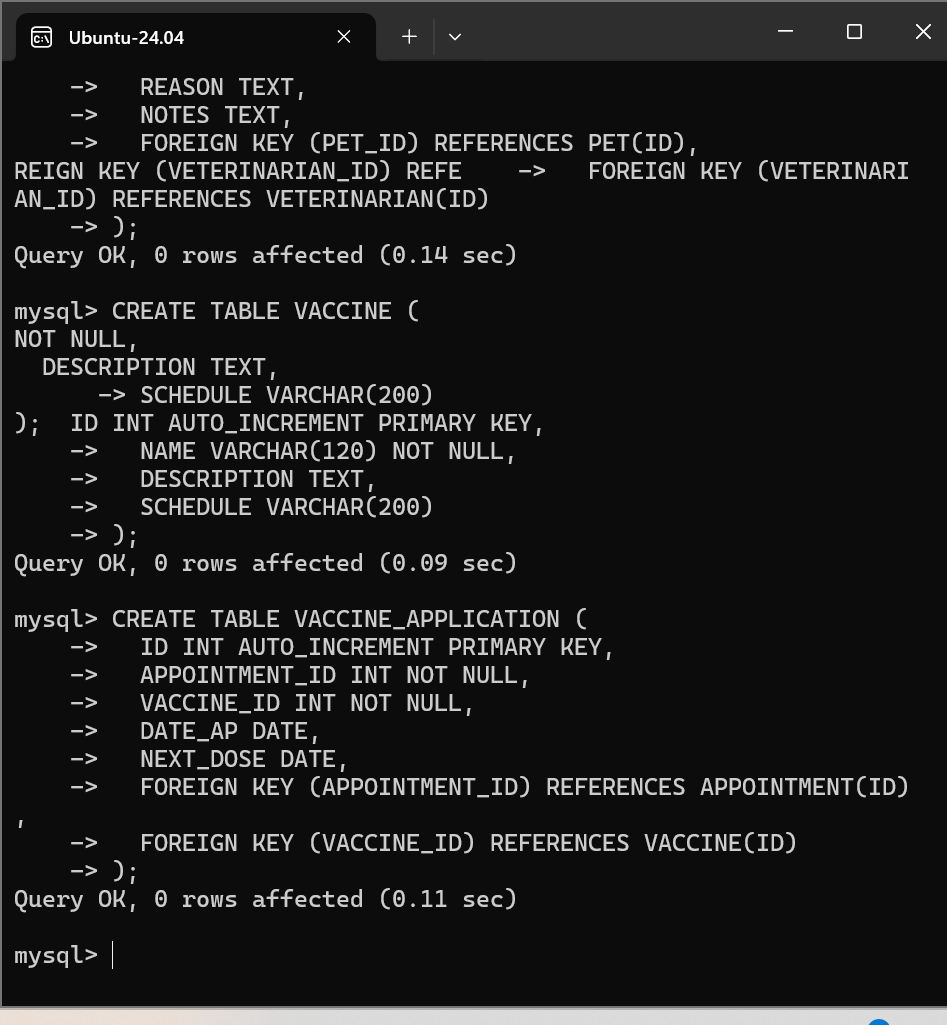 Ubuntu-24.04
    ->   REASON TEXT,
    ->   NOTES TEXT,
    ->   FOREIGN KEY (PET_ID) REFERENCES PET(ID),
REIGN KEY (VETERINARIAN_ID) REFE    ->   FOREIGN KEY (VETERINARI
AN_ID) REFERENCES VETERINARIAN(ID)
    -> );
Query OK, 0 rows affected (0.14 sec)
mysql> CREATE TABLE VACCINE (
NOT NULL,
  DESCRIPTION TEXT,
      -> SCHEDULE VARCHAR(200)
);  ID INT AUTO_INCREMENT PRIMARY KEY,
    ->   NAME VARCHAR(120) NOT NULL,
    ->   DESCRIPTION TEXT,
    ->   SCHEDULE VARCHAR(200)
    -> );
Query OK, 0 rows affected (0.09 sec)
mysql> CREATE TABLE VACCINE_APPLICATION (
    ->   ID INT AUTO_INCREMENT PRIMARY KEY,
    ->   APPOINTMENT_ID INT NOT NULL,
    ->   VACCINE_ID INT NOT NULL,
    ->   DATE_AP DATE,
    ->   NEXT_DOSE DATE,
    ->   FOREIGN KEY (APPOINTMENT_ID) REFERENCES APPOINTMENT(ID)
,
    ->   FOREIGN KEY (VACCINE_ID) REFERENCES VACCINE(ID)
    -> );
Query OK, 0 rows affected (0.11 sec)
mysql>